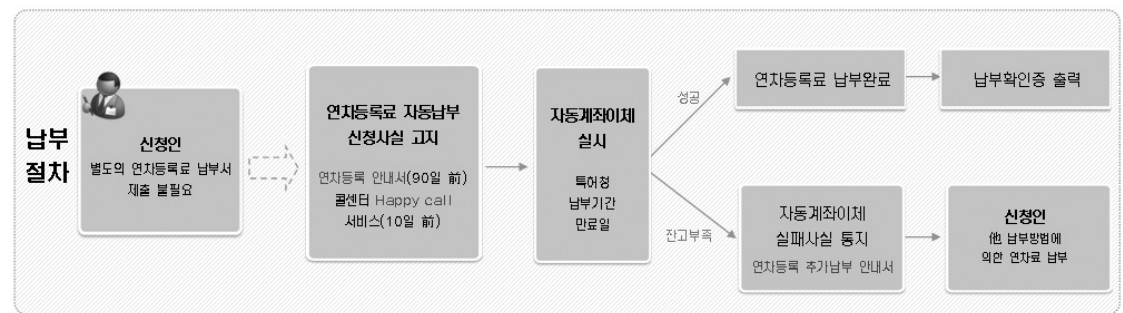 납부
절차
신청인
별도의 연차등록료 납부서
제출 불필요
연차등록료 자동납부
신청사실 고지
연차등록 안내서(90일 前)
콜센터 Happy call
서비스(10일 前)
자동계좌이체
실시
특허청
납부기간
만료일
성공
연차등록료 납부완료
납부확인증 출력
잔고부족
자동계좌이체
실패사실 통지
연차등록 추가납부 안내서
신청인
他 납부방법에
의한 연차료 납부